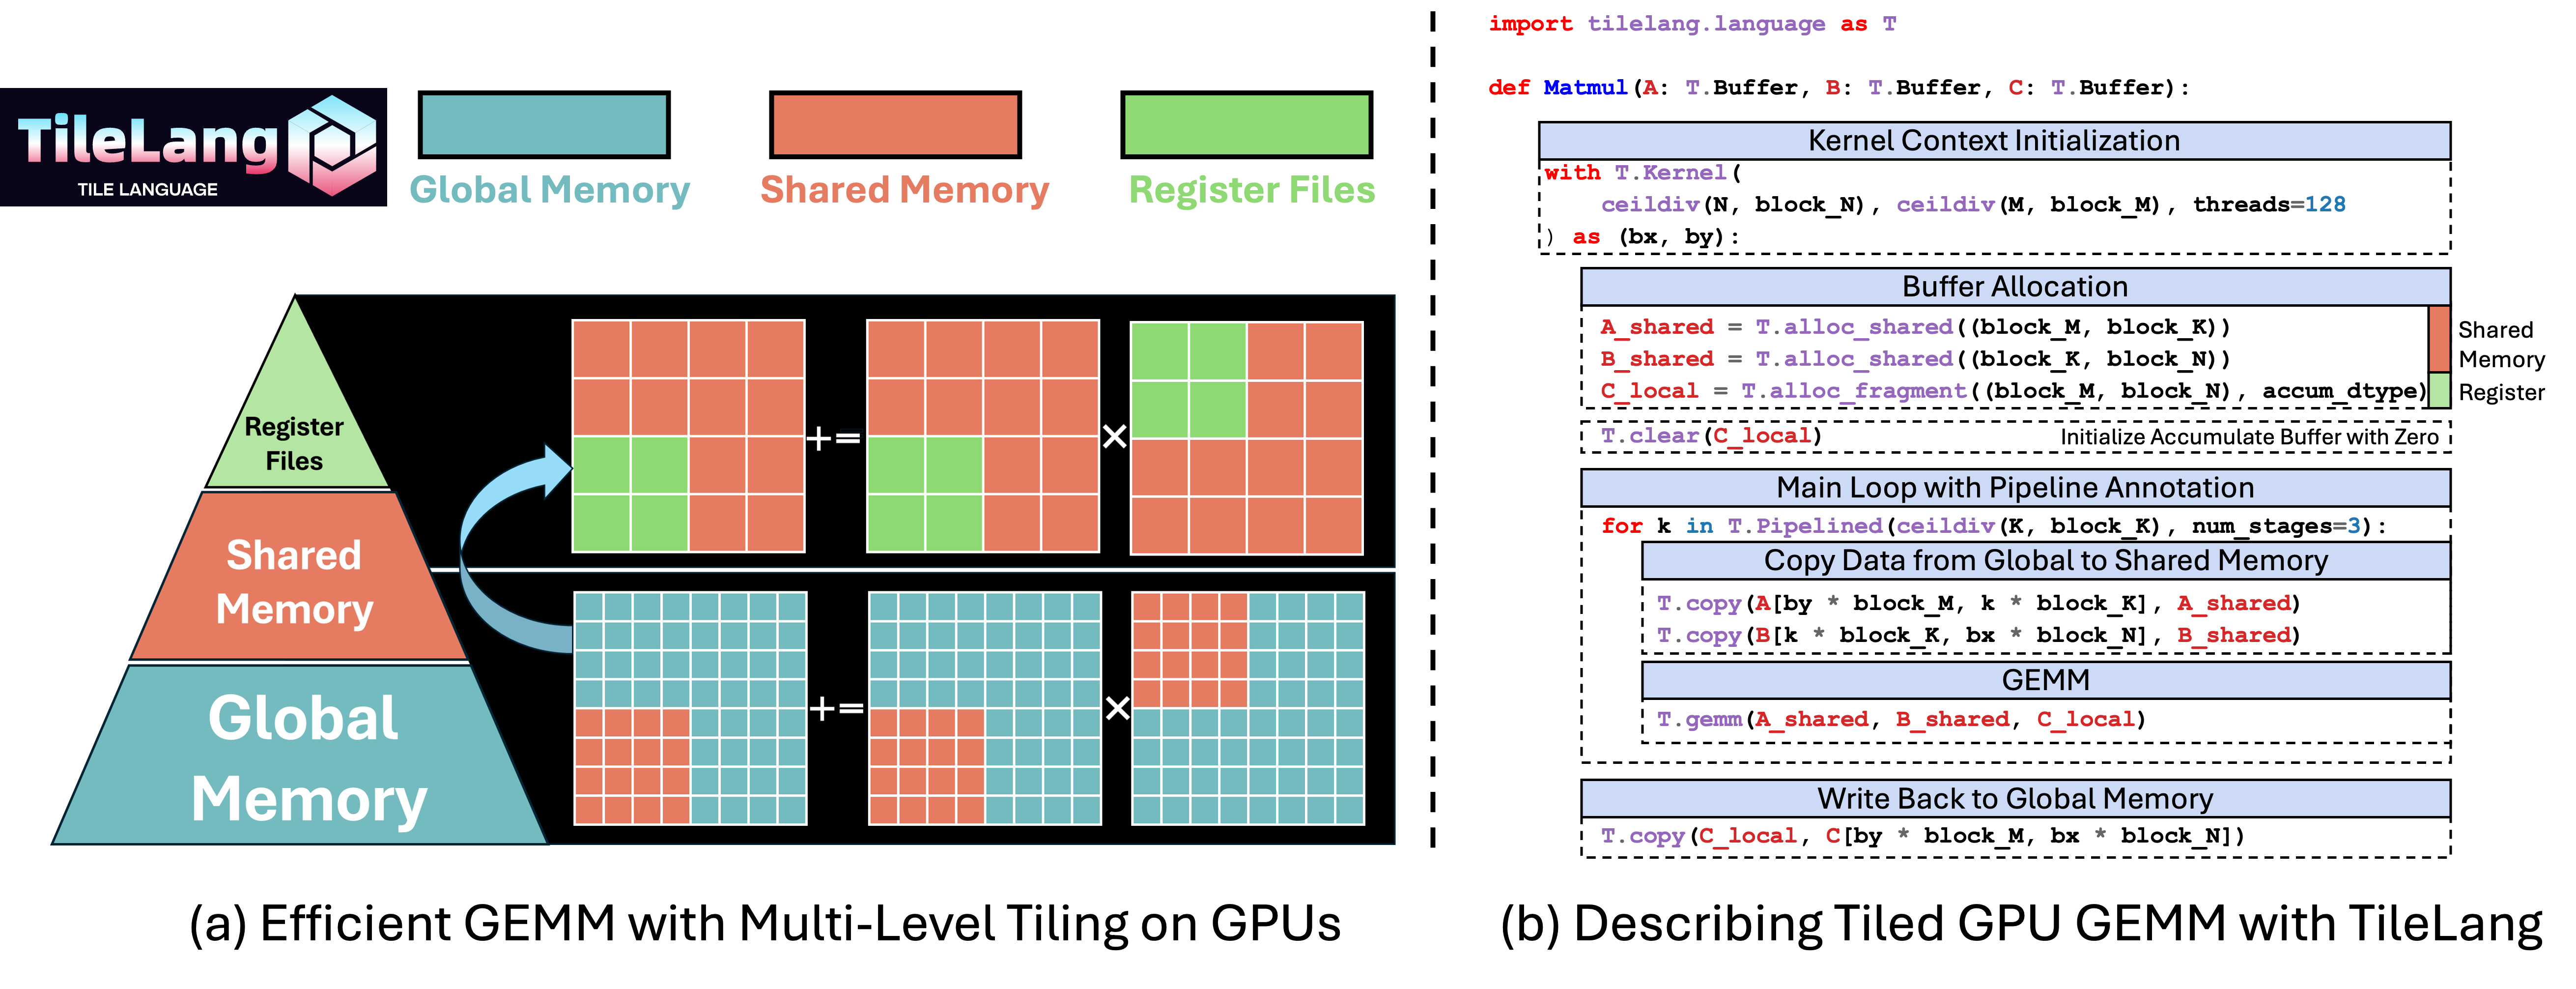 TileLang
TILE LANGUAGE
Global Memory
Shared Memory
Register Files
Register
Files
Shared
Memory
Global
Memory
+=
×
+=
×
(a) Efficient GEMM with Multi-Level Tiling on GPUs
import tilelang.language as T
def Matmul(A: T.Buffer, B: T.Buffer, C: T.Buffer):
Kernel Context Initialization
with T.Kernel(
ceildiv(N, block_N), ceildiv(M, block_M), threads=128
) as (bx, by):
Buffer Allocation
A_shared = T.alloc_shared((block_M, block_K))
B_shared = T.alloc_shared((block_K, block_N))
C_local = T.alloc_fragment((block_M, block_N), accum_dtype)
Shared
Memory
Register
T.clear(C_local) Initialize Accumulate Buffer with Zero
Main Loop with Pipeline Annotation
for k in T.Pipelined(ceildiv(K, block_K), num_stages=3):
Copy Data from Global to Shared Memory
T.copy(A[by * block_M, k * block_K], A_shared)
T.copy(B[k * block_K, bx * block_N], B_shared)
GEMM
T.gemm(A_shared, B_shared, C_local)
Write Back to Global Memory
T.copy(C_local, C[by * block_M, bx * block_N])
(b) Describing Tiled GPU GEMM with TileLang